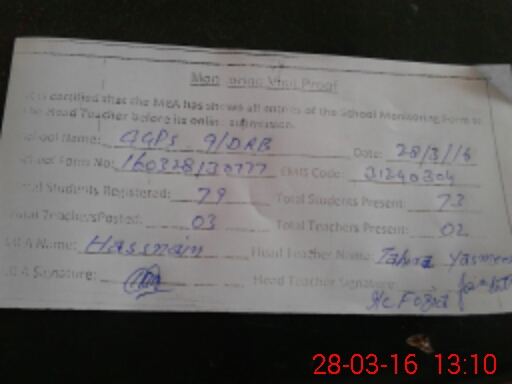 Monitoring Visit Proof
It is certified that the MEA has shown all entries of the School Monitoring Form to
the Head Teacher before its online submission.
School Name: GGPS 9/DRB Date: 28/3/16
School Form No: 160328130777 EMIS Code: 31240304
Total Students Registered: 79 Total Students Present: 73
Total Teachers Posted: 03 Total Teachers Present: 02
MEA Name: Hassnain Head Teacher Name: Tahira Yasmeen
MEA Signature: Head Teacher Signature
28-03-16 13:10